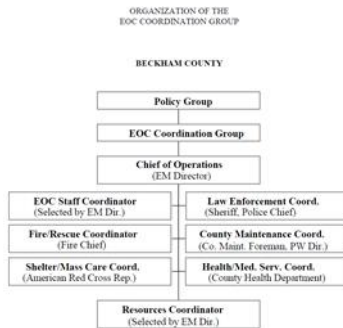 ORGANIZATION OF THE
EOC COORDINATION GROUP
BECKHAM COUNTY
Policy Group
EOC Coordination Group
Chief of Operations
(EM Director)
EOC Staff Coordinator
(Selected by EM Dir.)
Law Enforcement Coord.
(Sheriff, Police Chief)
Fire/Rescue Coordinator
(Fire Chief)
County Maintenance Coord.
(Co. Maint. Foreman, PW Dir.)
Shelter/Mass Care Coord.
(American Red Cross Rep.)
Health/Med. Serv. Coord.
(County Health Department)
Resources Coordinator
(Selected by EM Dir.)